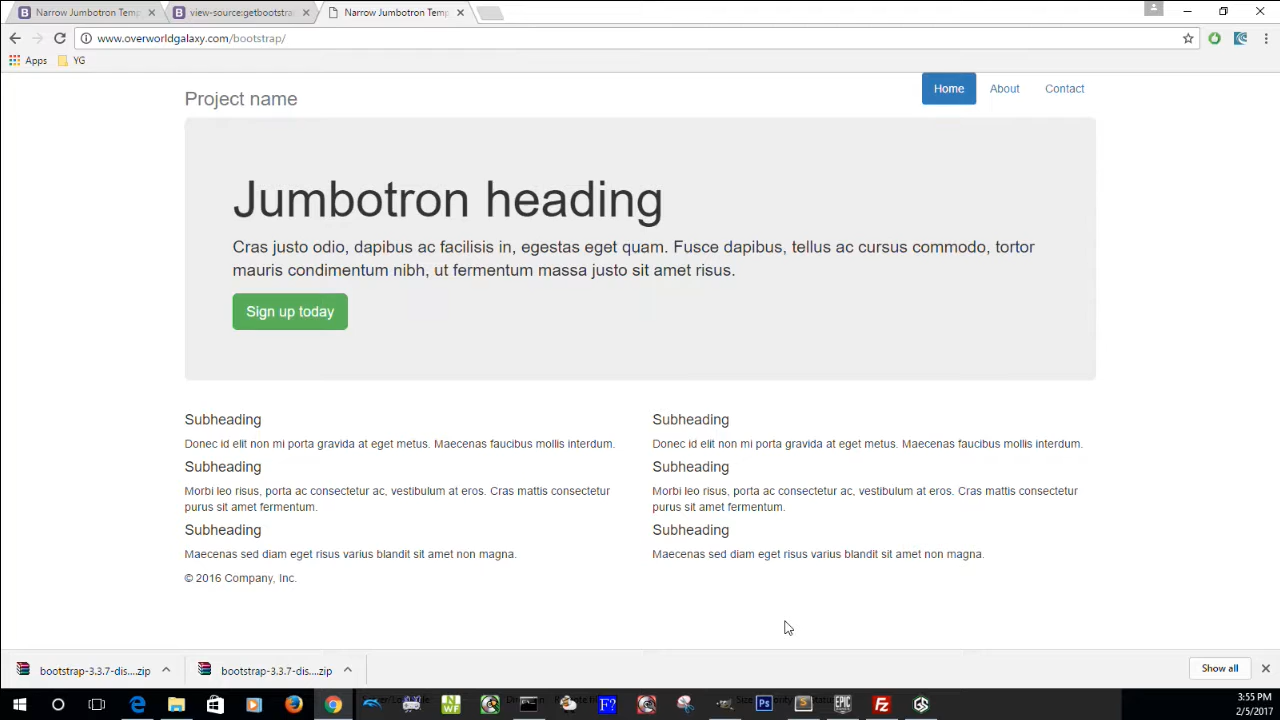 Narrow Jumbotron Temp
view-source:getbootstra
Narrow Jumbotron Temp
www.overworldgalaxy.com/bootstrap/
Apps
YG
Project name
Home
About
Contact
Jumbotron heading
Cras justo odio, dapibus ac facilisis in, egestas eget quam. Fusce dapibus, tellus ac cursus commodo, tortor
mauris condimentum nibh, ut fermentum massa justo sit amet risus.
Sign up today
Subheading
Donec id elit non mi porta gravida at eget metus. Maecenas faucibus mollis interdum.
Subheading
Morbi leo risus, porta ac consectetur ac, vestibulum at eros. Cras mattis consectetur
purus sit amet fermentum.
Subheading
Maecenas sed diam eget risus varius blandit sit amet non magna.
Subheading
Donec id elit non mi porta gravida at eget metus. Maecenas faucibus mollis interdum.
Subheading
Morbi leo risus, porta ac consectetur ac, vestibulum at eros. Cras mattis consectetur
purus sit amet fermentum.
Subheading
Maecenas sed diam eget risus varius blandit sit amet non magna.
© 2016 Company, Inc.
bootstrap-3.3.7-dis....zip
bootstrap-3.3.7-dis....zip
Show all
NW
F
F?
Ps
EPIC
3:55 PM
2/5/2017